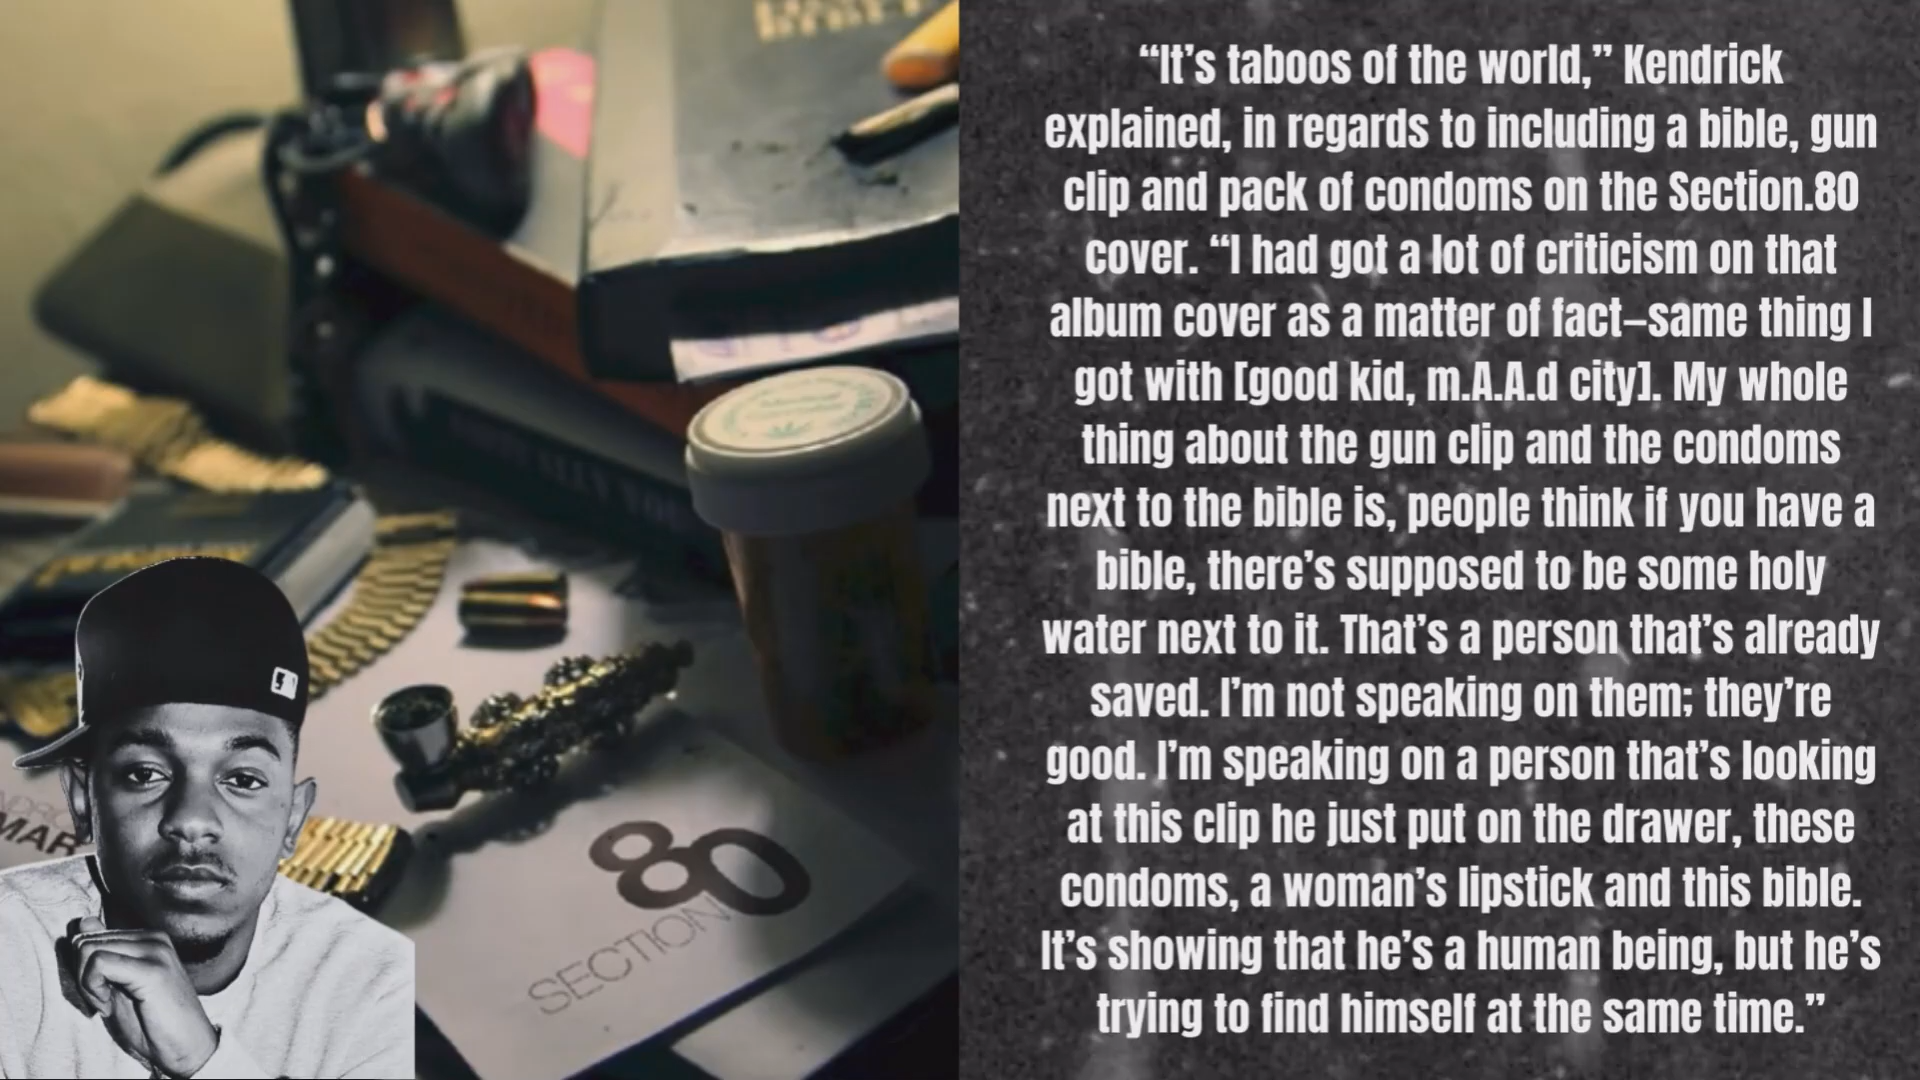 “It’s taboos of the world,” Kendrick
explained, in regards to including a bible, gun
clip and pack of condoms on the Section.80
cover. “I had got a lot of criticism on that
album cover as a matter of fact–same thing I
got with [good kid, m.A.A.d city]. My whole
thing about the gun clip and the condoms
next to the bible is, people think if you have a
bible, there’s supposed to be some holy
water next to it. That’s a person that’s already
saved. I’m not speaking on them; they’re
good. I’m speaking on a person that’s looking
at this clip he just put on the drawer, these
condoms, a woman’s lipstick and this bible.
It’s showing that he’s a human being, but he’s
trying to find himself at the same time.”
MAR
80
SECTION